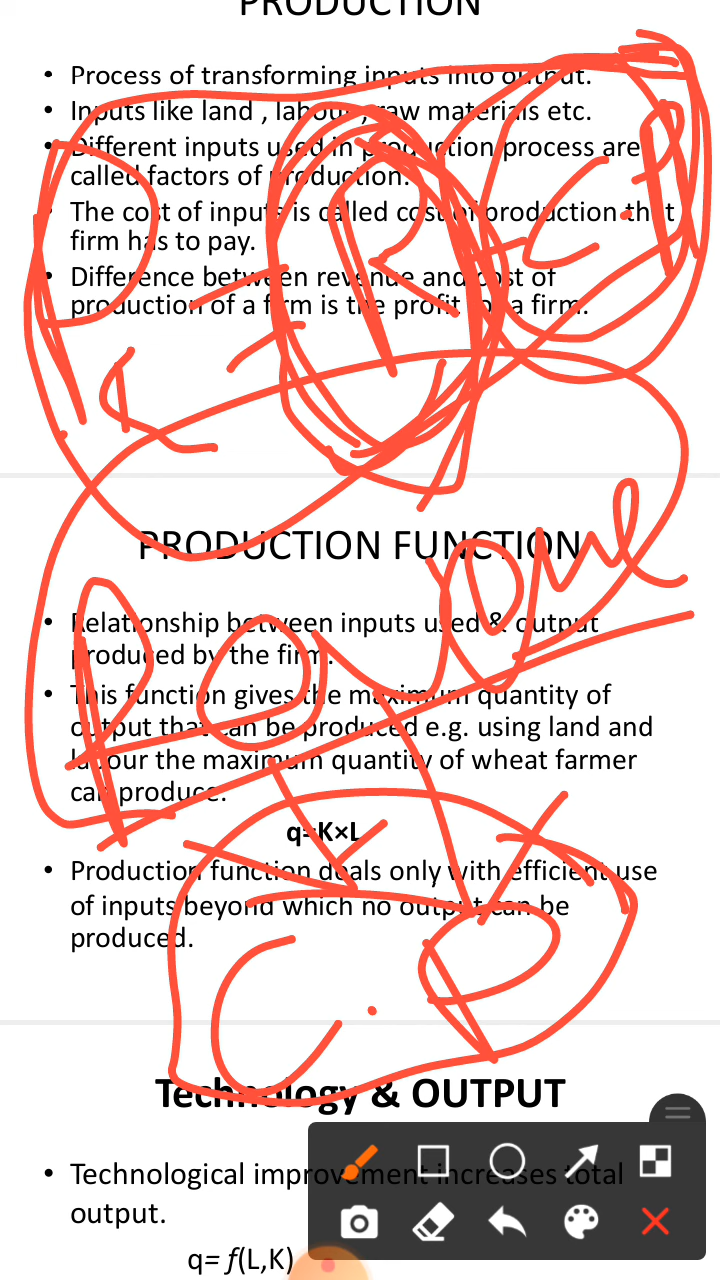 PRODUCTION
• Process of transforming inputs into output.
• Inputs like land , labour , raw materials etc.
• Different inputs used in production process are
called factors of production.
• The cost of inputs is called cost of production that
firm has to pay.
• Difference between revenue and cost of
production of a firm is the profit for a firm.
P = R - C.P
PRODUCTION FUNCTION
• Relationship between inputs used & output
produced by the firm.
• This function gives the maximum quantity of
output that can be produced e.g. using land and
labour the maximum quantity of wheat farmer
can produce.
q=K×L
• Production function deals only with efficient use
of inputs beyond which no output can be
produced.
C.P
Technology & OUTPUT
• Technological improvement increases total
output.
q= f(L,K)